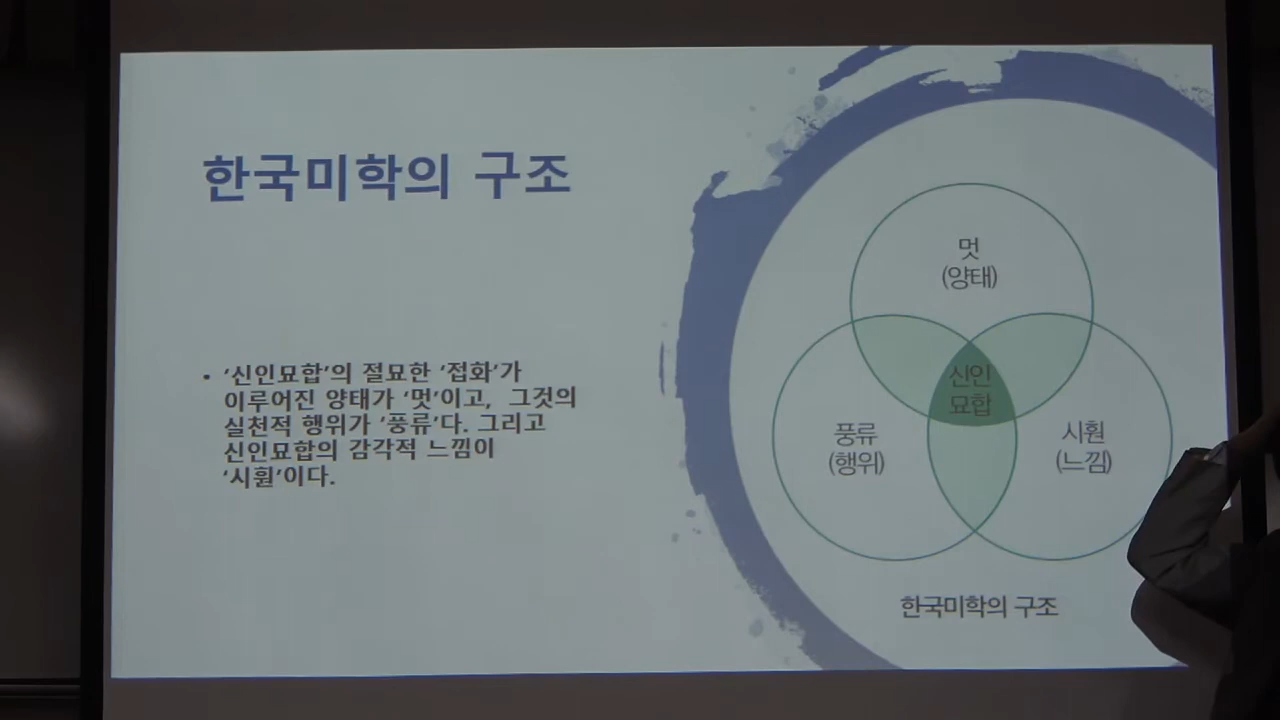 한국미학의 구조
• ‘신인묘합’의 절묘한 ‘접화’가
이루어진 양태가 ‘멋’이고, 그것의
실천적 행위가 ‘풍류’다. 그리고
신인묘합의 감각적 느낌이
‘시훤’이다.
멋
(양태)
신인
묘합
풍류
(행위)
시훤
(느낌)
한국미학의 구조